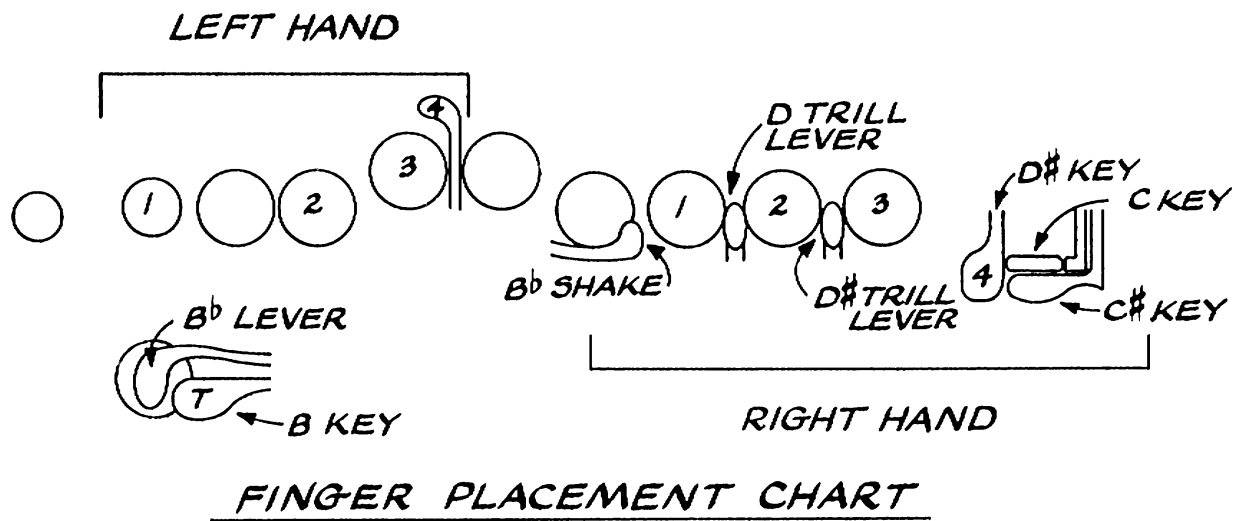 LEFT HAND
4
3
1
2
D TRILL
LEVER
1
2
3
D♯ KEY
C KEY
4
B♭ SHAKE
D♯ TRILL
LEVER
C♯ KEY
B♭ LEVER
T
B KEY
RIGHT HAND
FINGER PLACEMENT CHART